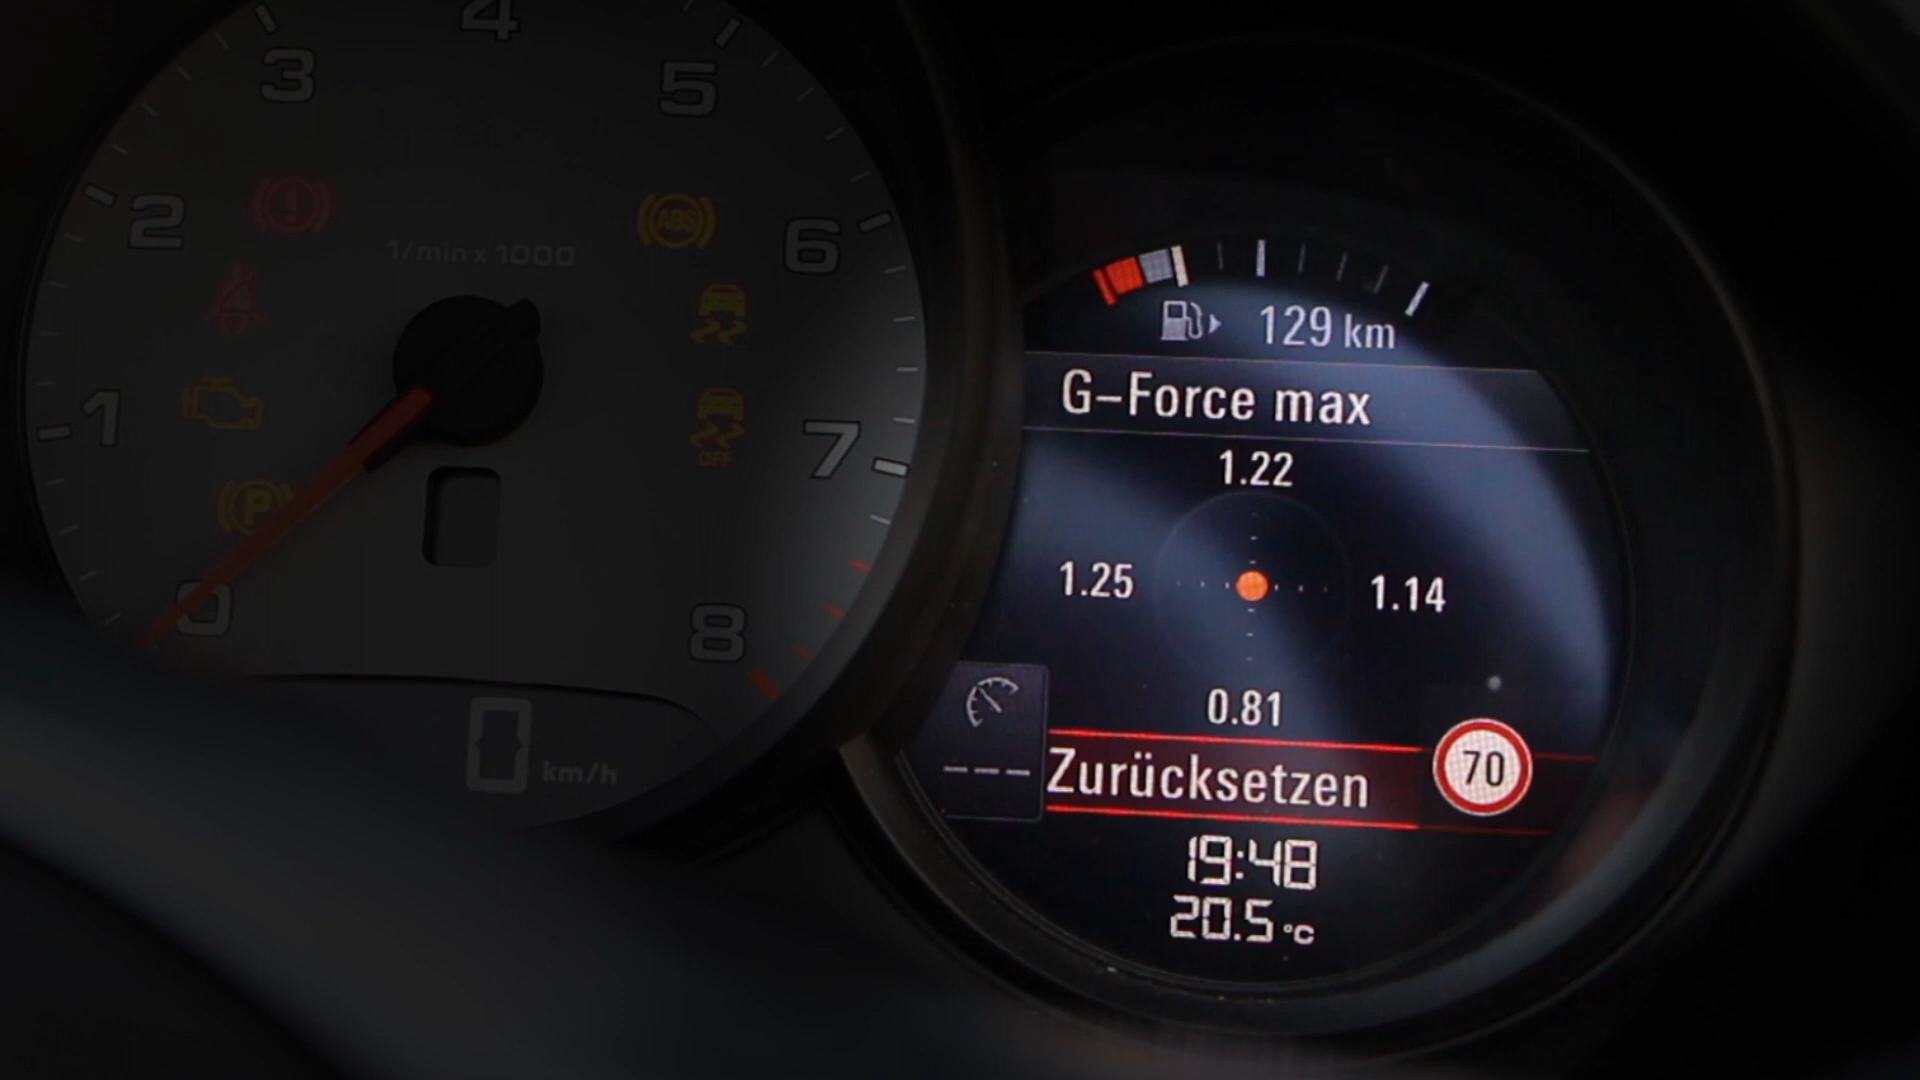 4
3
5
2
ABS
6
1/min x 1000
1
7
OFF
P
0
8
0 km/h
129 km
G-Force max
1.22
1.25
1.14
0.81
Zurücksetzen
70
---
19:48
20.5 °C